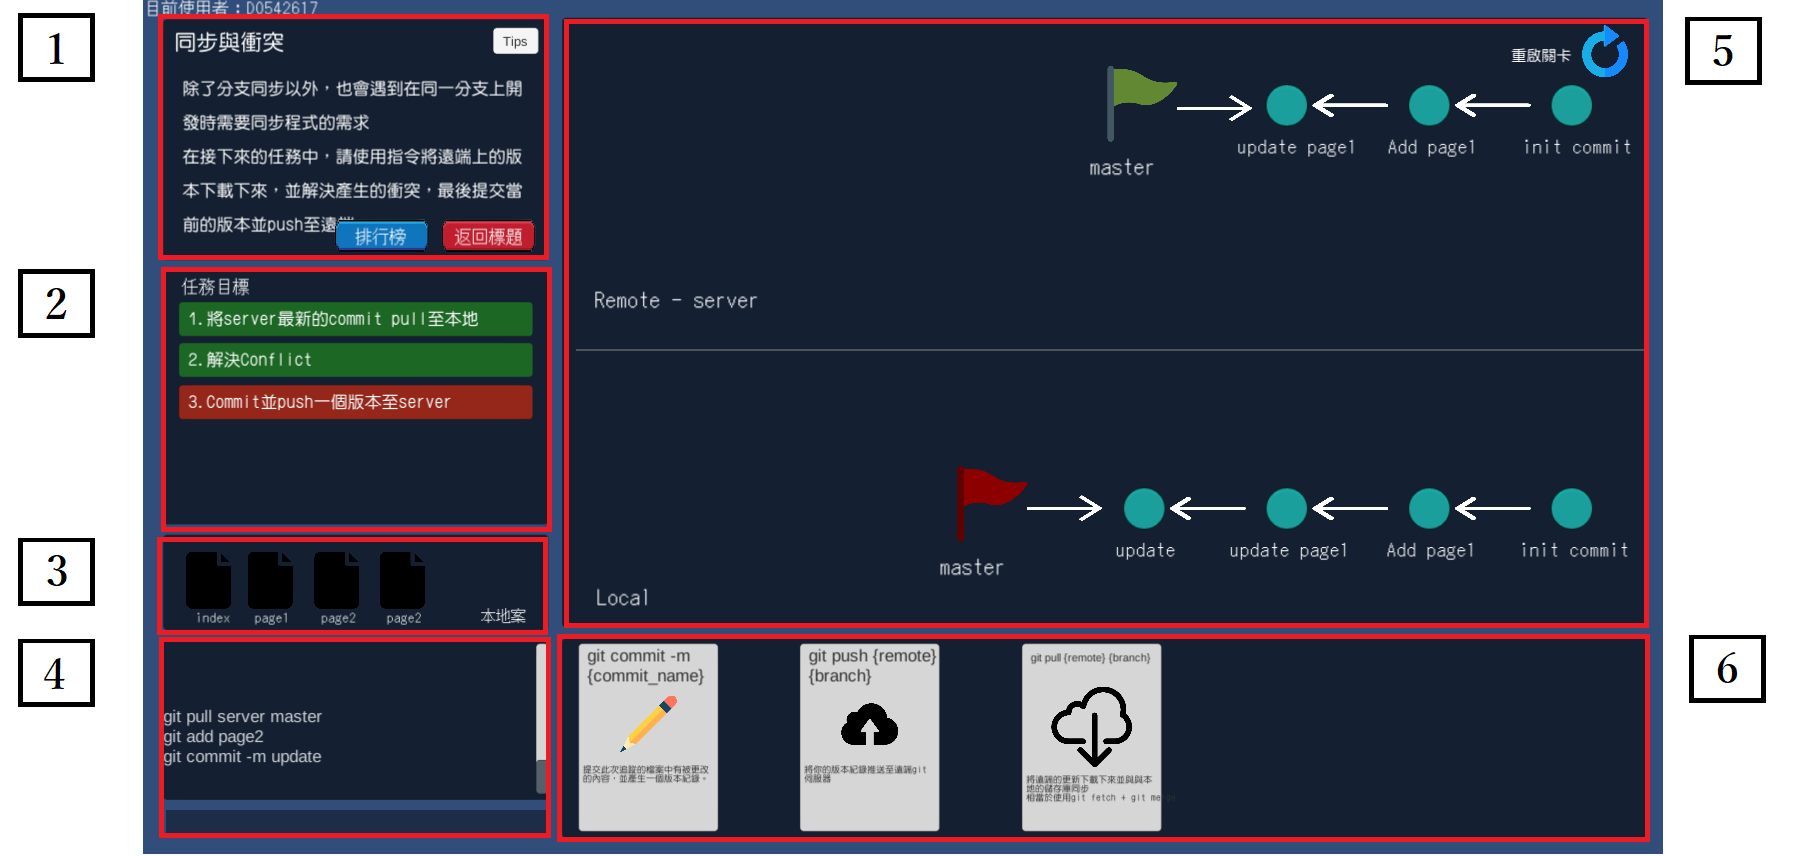 目前使用者：D0542617
1
同步與衝突
Tips
除了分支同步以外，也會遇到在同一分支上開
發時需要同步程式的需求
在接下來的任務中，請使用指令將遠端上的版
本下載下來，並解決產生的衝突，最後提交當
前的版本並push至遠端
排行榜
返回標題
2
任務目標
1.將server最新的commit pull至本地
2.解決Conflict
3.Commit並push一個版本至server
3
index
page1
page2
page2
本地案
4
git pull server master
git add page2
git commit -m update
5
重啟關卡
master
update page1
Add page1
init commit
Remote - server
master
update
update page1
Add page1
init commit
Local
6
git commit -m
{commit_name}
提交此次追蹤的檔案中有被更改
的內容，並產生一個版本紀錄。
git push {remote}
{branch}
將你的版本紀錄推送至遠端git
伺服器
git pull {remote} {branch}
將遠端的更新下載下來並與與本
地的儲存庫同步
相當於使用git fetch + git merge